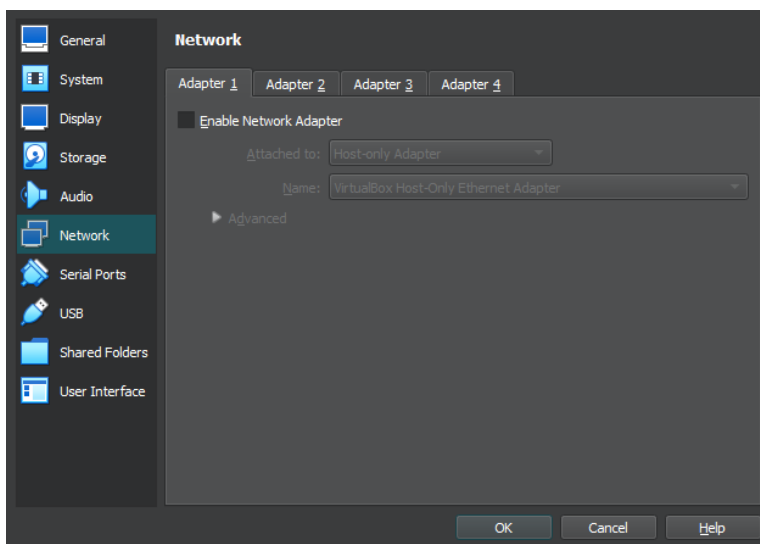 General
System
Display
Storage
Audio
Network
Serial Ports
USB
Shared Folders
User Interface
Network
Adapter 1 Adapter 2 Adapter 3 Adapter 4
Enable Network Adapter
Attached to: Host-only Adapter
Name: VirtualBox Host-Only Ethernet Adapter
Advanced
OK Cancel Help